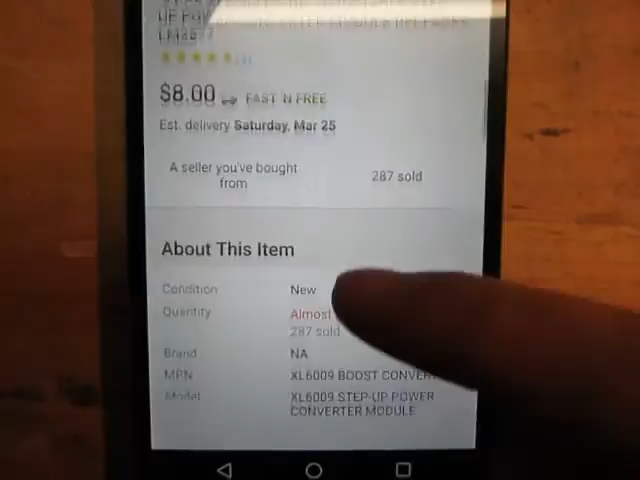 LM2577
$8.00 FAST 'N FREE
Est. delivery Saturday, Mar 25
A seller you've bought from
287 sold
About This Item
Condition New
Quantity Almost
287 sold
Brand NA
MPN XL6009 BOOST CONVER
Model XL6009 STEP-UP POWER
CONVERTER MODULE